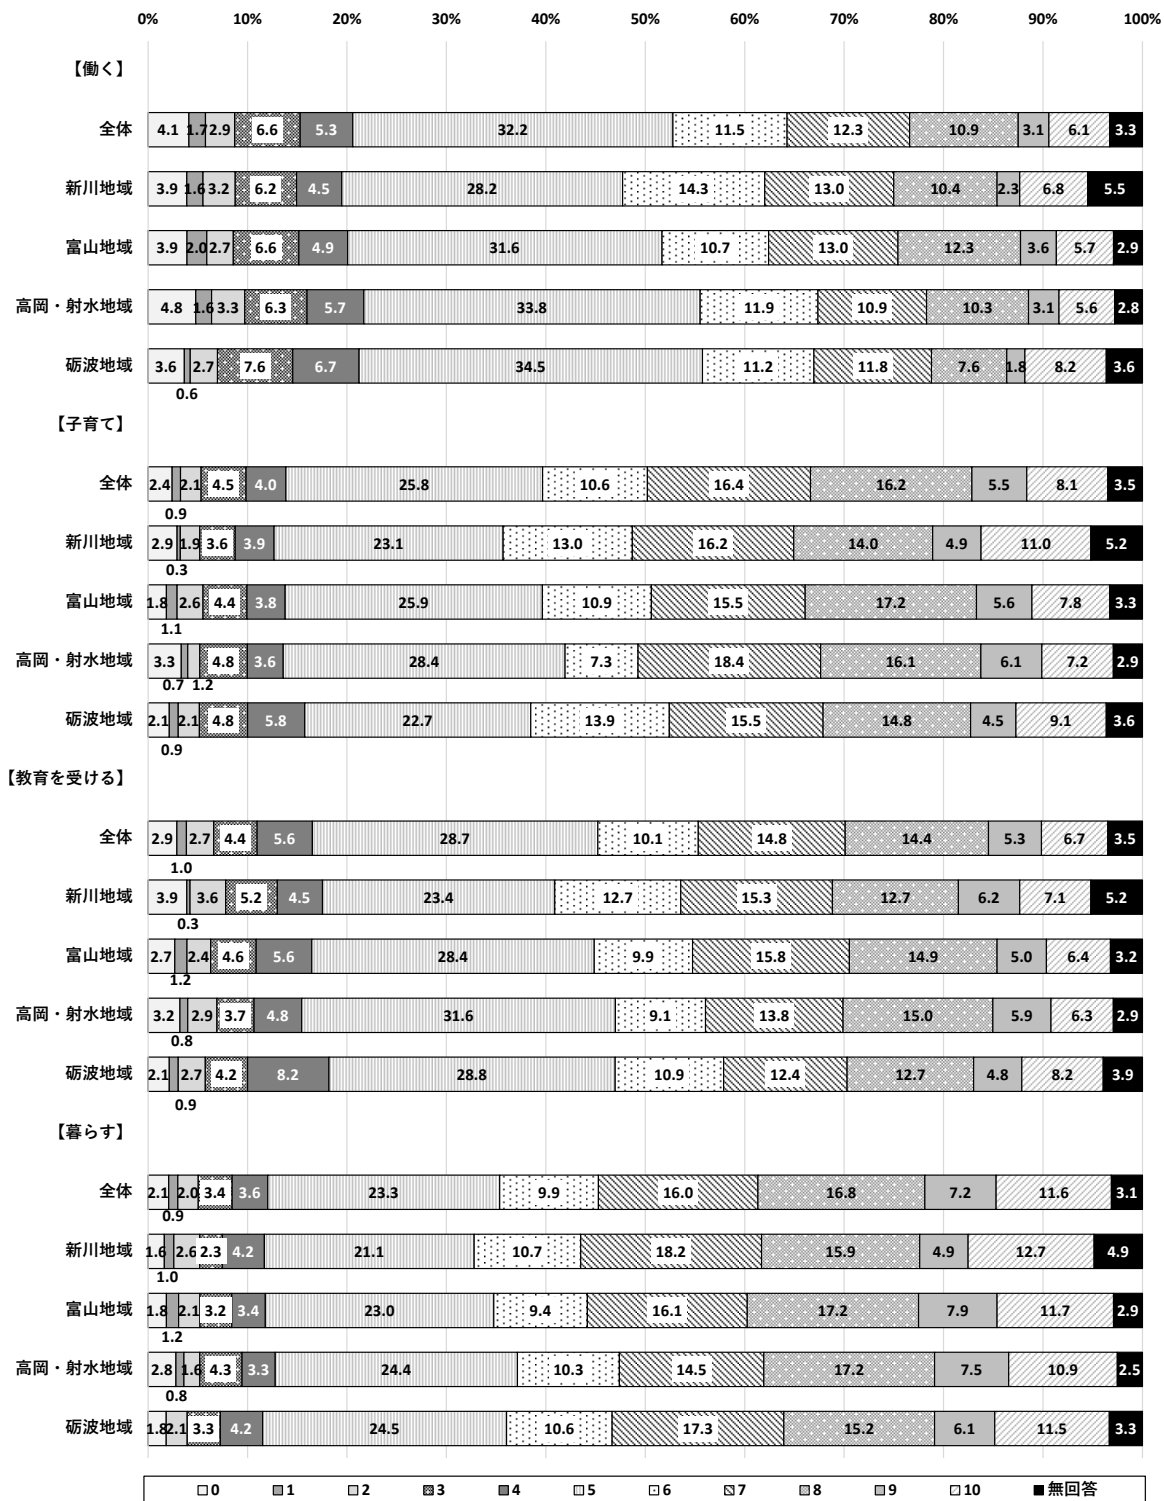 0% 10% 20% 30% 40% 50% 60% 70% 80% 90% 100%
【働く】
全体 4.1 1.7 2.9 6.6 5.3 32.2 11.5 12.3 10.9 3.1 6.1 3.3
新川地域 3.9 1.6 3.2 6.2 4.5 28.2 14.3 13.0 10.4 2.3 6.8 5.5
富山地域 3.9 2.0 2.7 6.6 4.9 31.6 10.7 13.0 12.3 3.6 5.7 2.9
高岡・射水地域 4.8 1.6 3.3 6.3 5.7 33.8 11.9 10.9 10.3 3.1 5.6 2.8
砺波地域 3.6 2.7 7.6 6.7 34.5 11.2 11.8 7.6 1.8 8.2 3.6
0.6
【子育て】
全体 2.4 2.1 4.5 4.0 25.8 10.6 16.4 16.2 5.5 8.1 3.5
0.9
新川地域 2.9 1.9 3.6 3.9 23.1 13.0 16.2 14.0 4.9 11.0 5.2
0.3
富山地域 1.8 2.6 4.4 3.8 25.9 10.9 15.5 17.2 5.6 7.8 3.3
1.1
高岡・射水地域 3.3 4.8 3.6 28.4 7.3 18.4 16.1 6.1 7.2 2.9
0.7 1.2
砺波地域 2.1 2.1 4.8 5.8 22.7 13.9 15.5 14.8 4.5 9.1 3.6
0.9
【教育を受ける】
全体 2.9 2.7 4.4 5.6 28.7 10.1 14.8 14.4 5.3 6.7 3.5
1.0
新川地域 3.9 3.6 5.2 4.5 23.4 12.7 15.3 12.7 6.2 7.1 5.2
0.3
富山地域 2.7 2.4 4.6 5.6 28.4 9.9 15.8 14.9 5.0 6.4 3.2
1.2
高岡・射水地域 3.2 2.9 3.7 4.8 31.6 9.1 13.8 15.0 5.9 6.3 2.9
0.8
砺波地域 2.1 2.7 4.2 8.2 28.8 10.9 12.4 12.7 4.8 8.2 3.9
0.9
【暮らす】
全体 2.1 2.0 3.4 3.6 23.3 9.9 16.0 16.8 7.2 11.6 3.1
0.9
新川地域 1.6 2.6 2.3 4.2 21.1 10.7 18.2 15.9 4.9 12.7 4.9
1.0
富山地域 1.8 2.1 3.2 3.4 23.0 9.4 16.1 17.2 7.9 11.7 2.9
1.2
高岡・射水地域 2.8 1.6 4.3 3.3 24.4 10.3 14.5 17.2 7.5 10.9 2.5
0.8
砺波地域 1.8 2.1 3.3 4.2 24.5 10.6 17.3 15.2 6.1 11.5 3.3
0 1 2 3 4 5 6 7 8 9 10 無回答